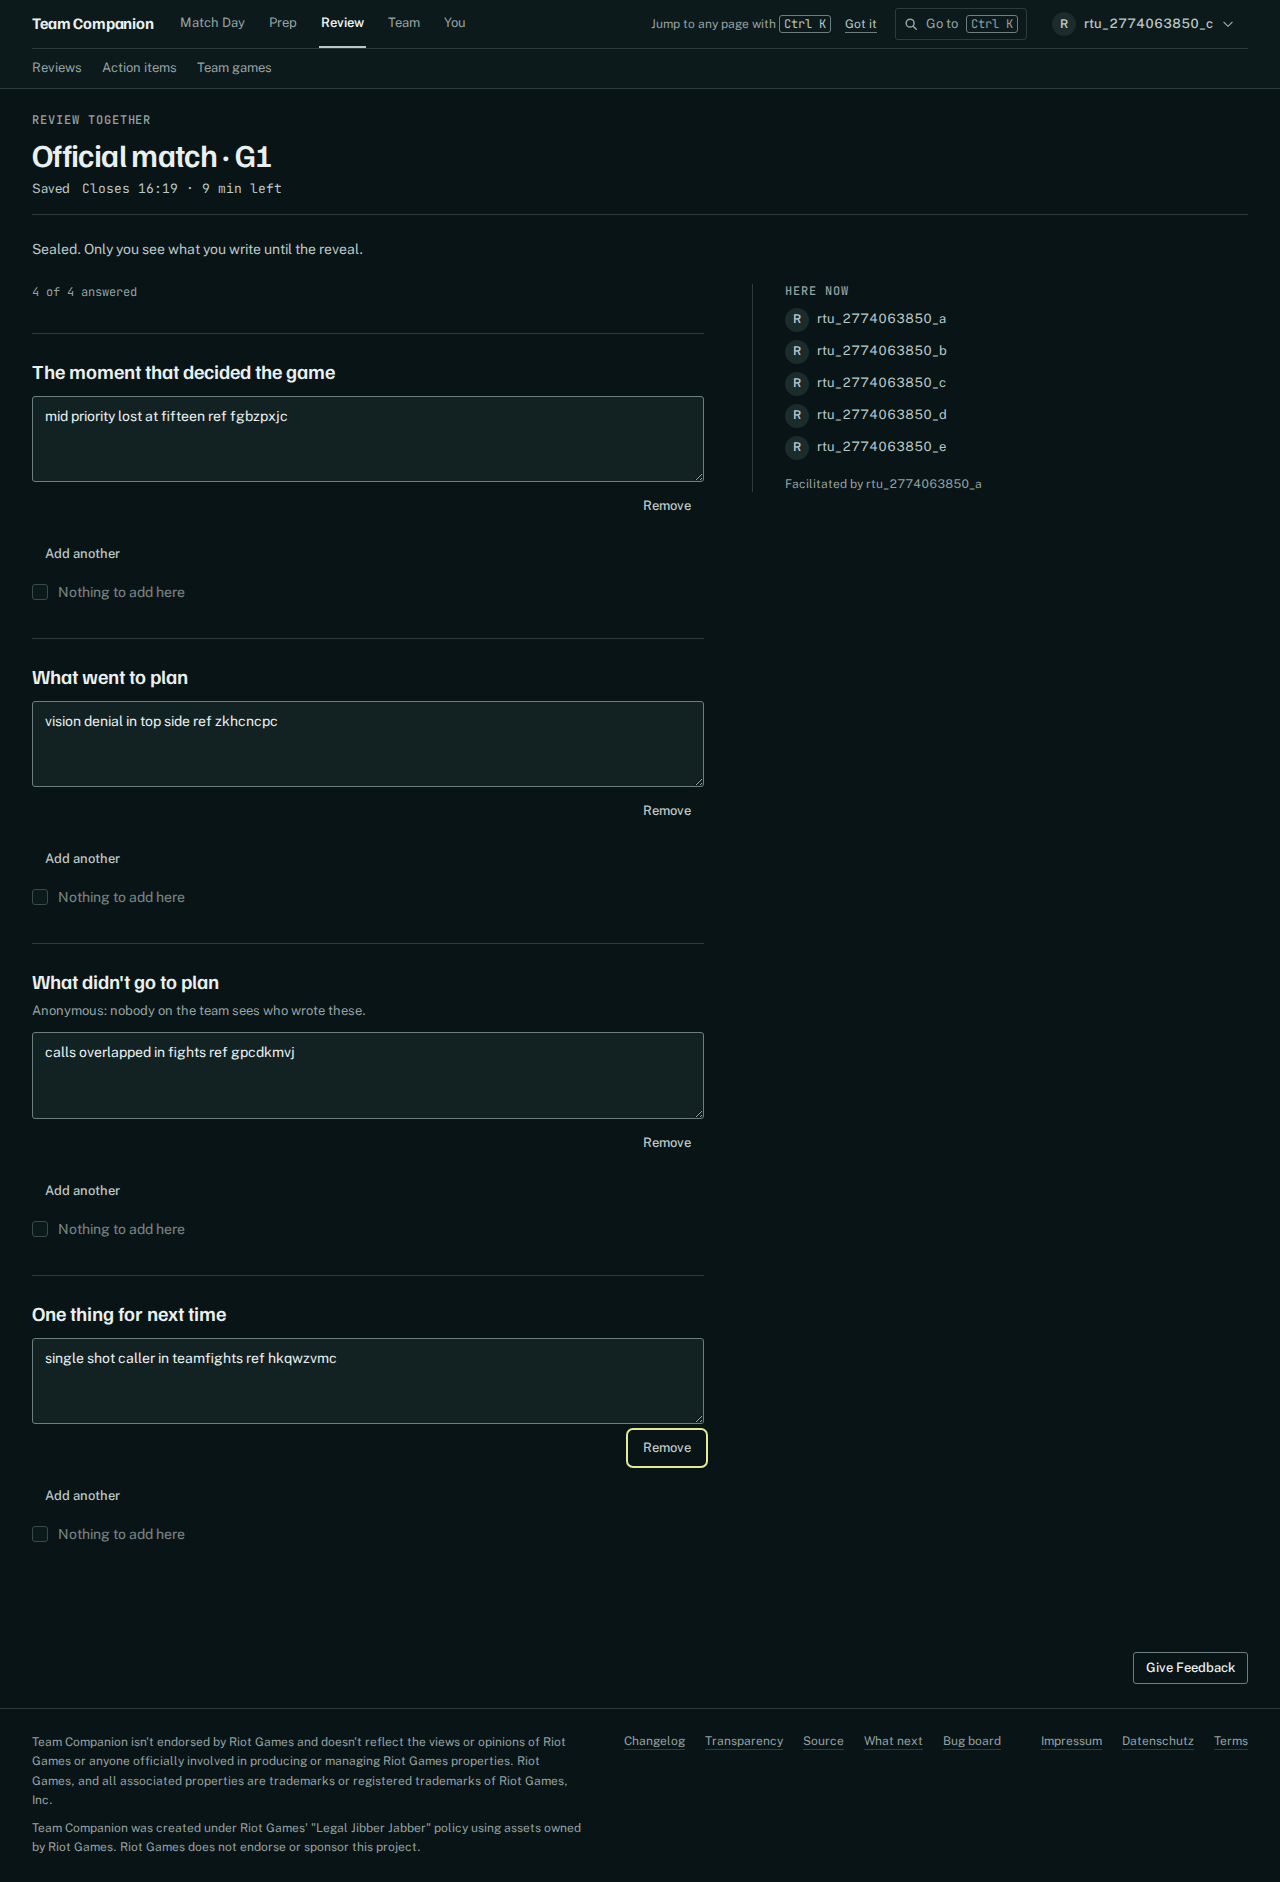 Team Companion
Match Day
Prep
Review
Team
You
Jump to any page with Ctrl K
Got it
Go to Ctrl K
R rtu_2774063850_c
Reviews
Action items
Team games
REVIEW TOGETHER
Official match · G1
Saved Closes 16:19 · 9 min left
Sealed. Only you see what you write until the reveal.
4 of 4 answered
The moment that decided the game
mid priority lost at fifteen ref fgbzpxjc
Remove
Add another
Nothing to add here
What went to plan
vision denial in top side ref zkhcncpc
Remove
Add another
Nothing to add here
What didn't go to plan
Anonymous: nobody on the team sees who wrote these.
calls overlapped in fights ref gpcdkmvj
Remove
Add another
Nothing to add here
One thing for next time
single shot caller in teamfights ref hkqwzvmc
Remove
Add another
Nothing to add here
HERE NOW
R rtu_2774063850_a
R rtu_2774063850_b
R rtu_2774063850_c
R rtu_2774063850_d
R rtu_2774063850_e
Facilitated by rtu_2774063850_a
Give Feedback
Team Companion isn't endorsed by Riot Games and doesn't reflect the views or opinions of Riot
Games or anyone officially involved in producing or managing Riot Games properties. Riot
Games, and all associated properties are trademarks or registered trademarks of Riot Games,
Inc.
Team Companion was created under Riot Games' "Legal Jibber Jabber" policy using assets owned
by Riot Games. Riot Games does not endorse or sponsor this project.
Changelog
Transparency
Source
What next
Bug board
Impressum
Datenschutz
Terms